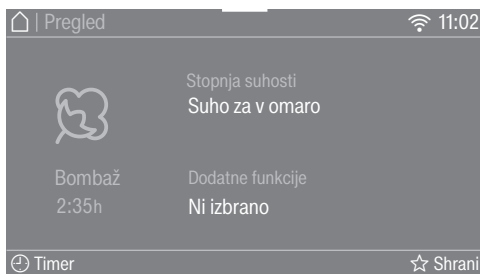 | Pregled 11:02
Stopnja suhosti
Suho za v omaro
Bombaž
2:35h
Dodatne funkcije
Ni izbrano
Timer Shrani